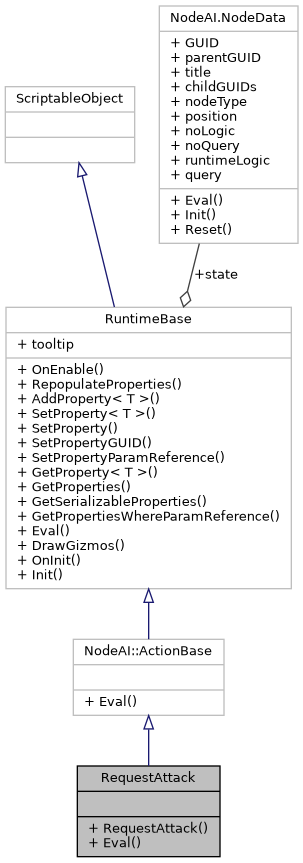 NodeAI.NodeData
+ GUID
+ parentGUID
+ title
+ childGUIDs
+ nodeType
+ position
+ noLogic
+ noQuery
+ runtimeLogic
+ query
+ Eval()
+ Init()
+ Reset()
ScriptableObject
+state
RuntimeBase
+ tooltip
+ OnEnable()
+ RepopulateProperties()
+ AddProperty< T >()
+ SetProperty< T >()
+ SetProperty()
+ SetPropertyGUID()
+ SetPropertyParamReference()
+ GetProperty< T >()
+ GetProperties()
+ GetSerializableProperties()
+ GetPropertiesWhereParamReference()
+ Eval()
+ DrawGizmos()
+ OnInit()
+ Init()
NodeAI::ActionBase
+ Eval()
RequestAttack
+ RequestAttack()
+ Eval()